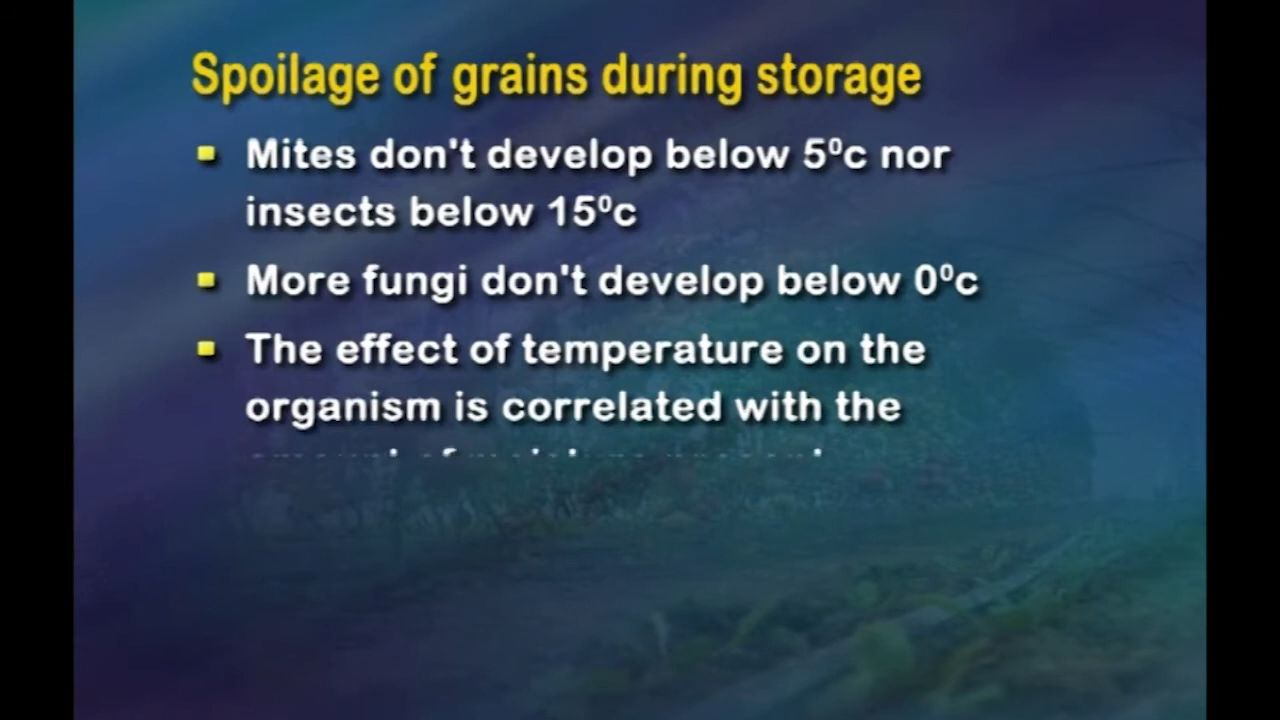 Spoilage of grains during storage
▪ Mites don't develop below 5⁰c nor
insects below 15⁰c
▪ More fungi don't develop below 0⁰c
▪ The effect of temperature on the
organism is correlated with the